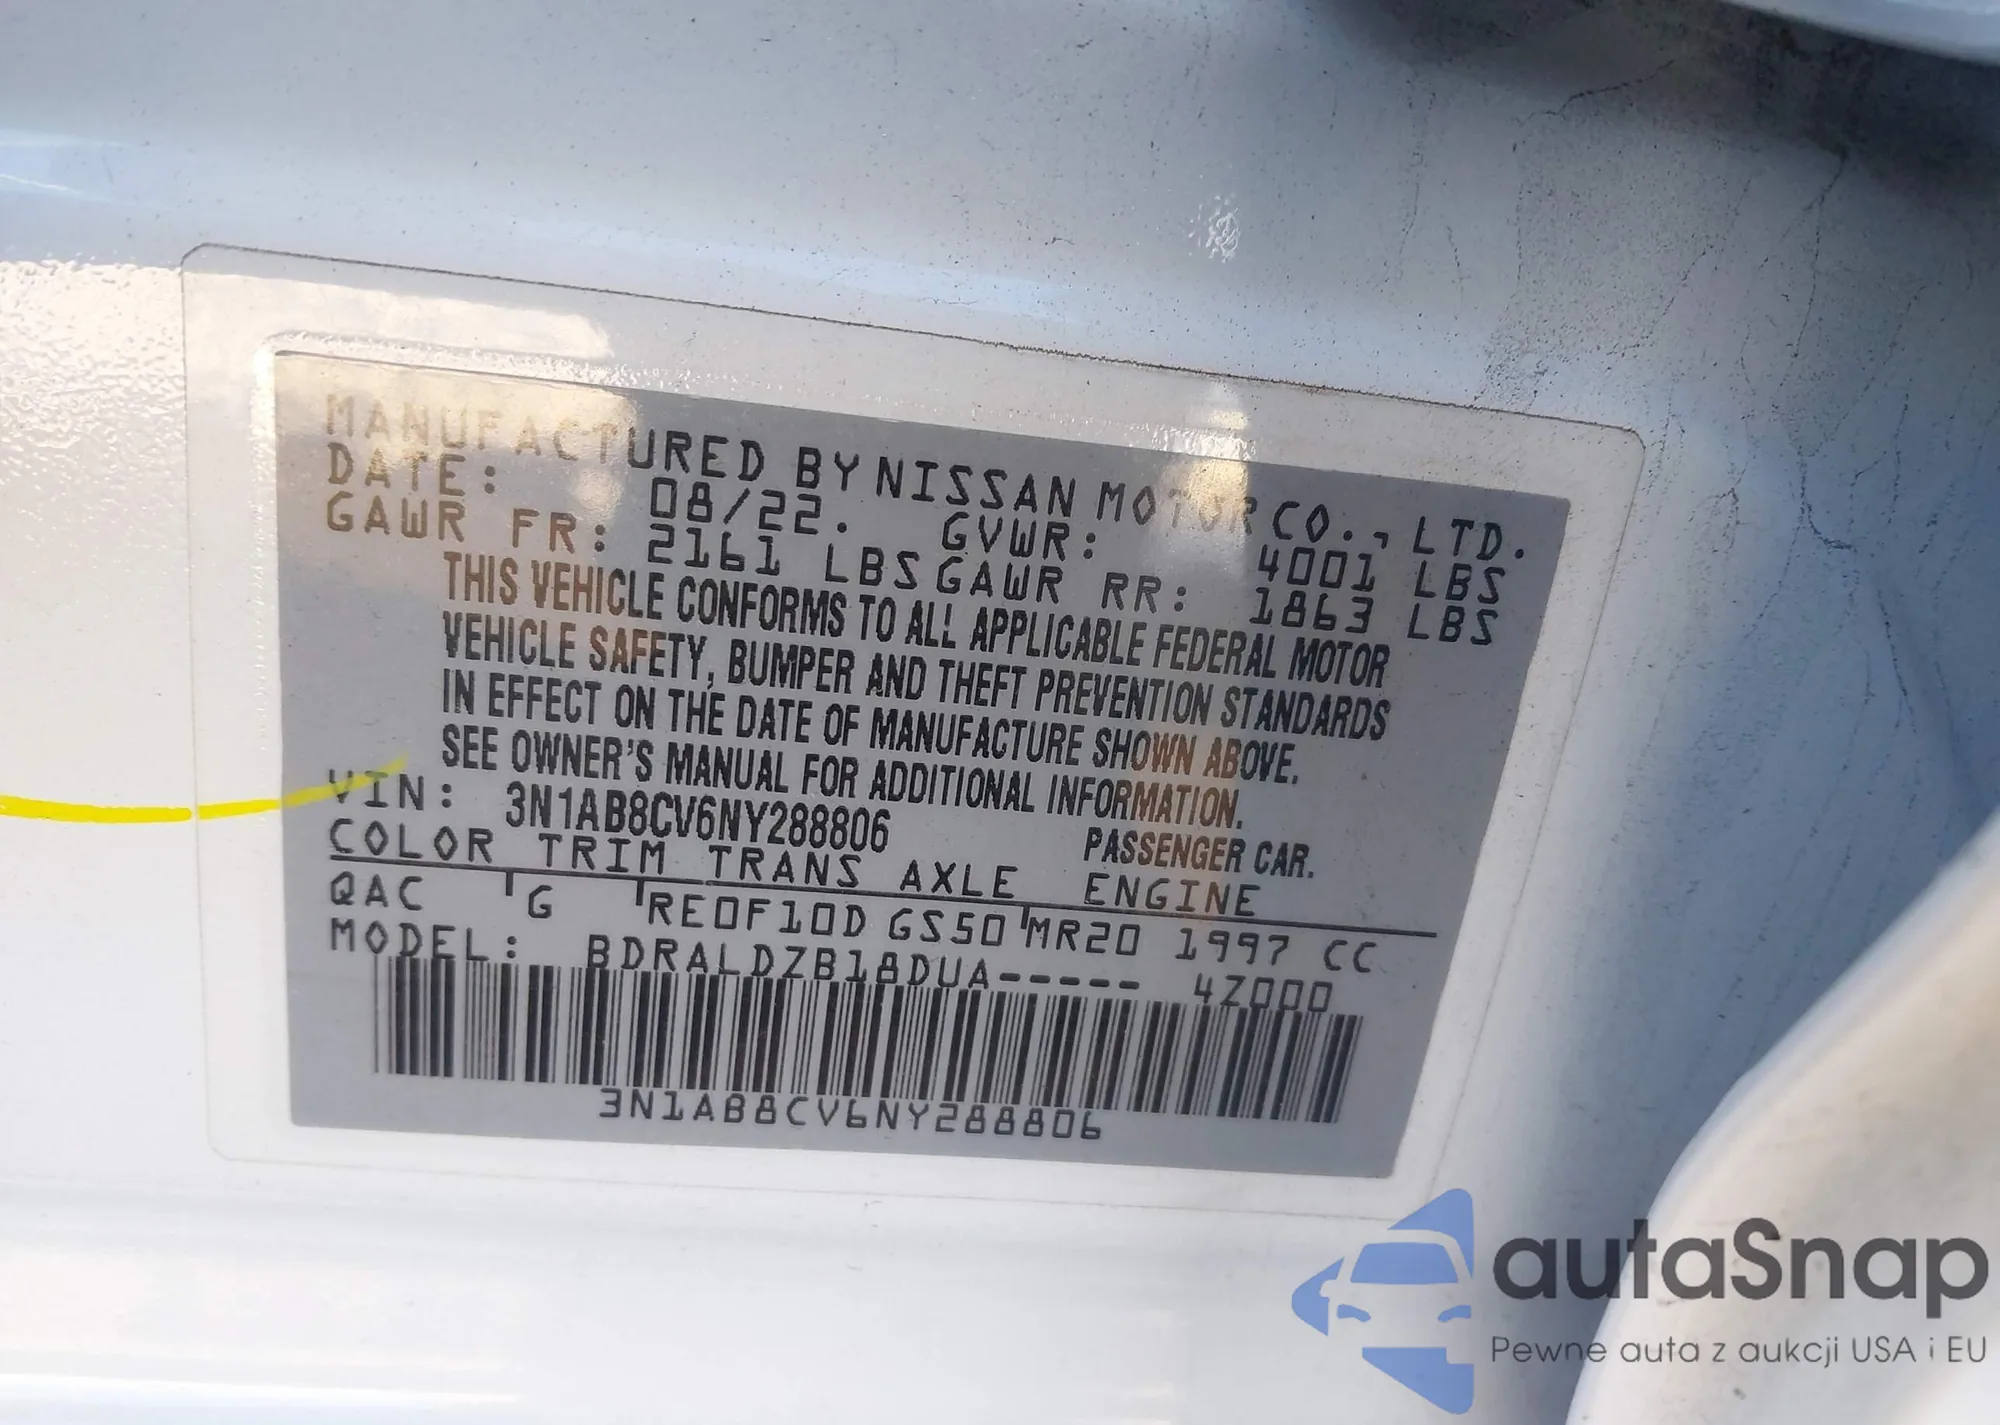 MANUFACTURED BY NISSAN MOTOR CO., LTD.
DATE: 08/22. GVWR: 4001 LBS
GAWR FR: 2161 LBS GAWR RR: 1863 LBS
THIS VEHICLE CONFORMS TO ALL APPLICABLE FEDERAL MOTOR
VEHICLE SAFETY, BUMPER AND THEFT PREVENTION STANDARDS
IN EFFECT ON THE DATE OF MANUFACTURE SHOWN ABOVE.
SEE OWNER'S MANUAL FOR ADDITIONAL INFORMATION.
VIN: 3N1AB8CV6NY288806 PASSENGER CAR.
COLOR TRIM TRANS AXLE ENGINE
QAC G RE0F10D GS50 MR20 1997 CC
MODEL: BDRALDZB18DUA----- 4Z000
3N1AB8CV6NY288806
autaSnap
Pewne auta z aukcji USA i EU